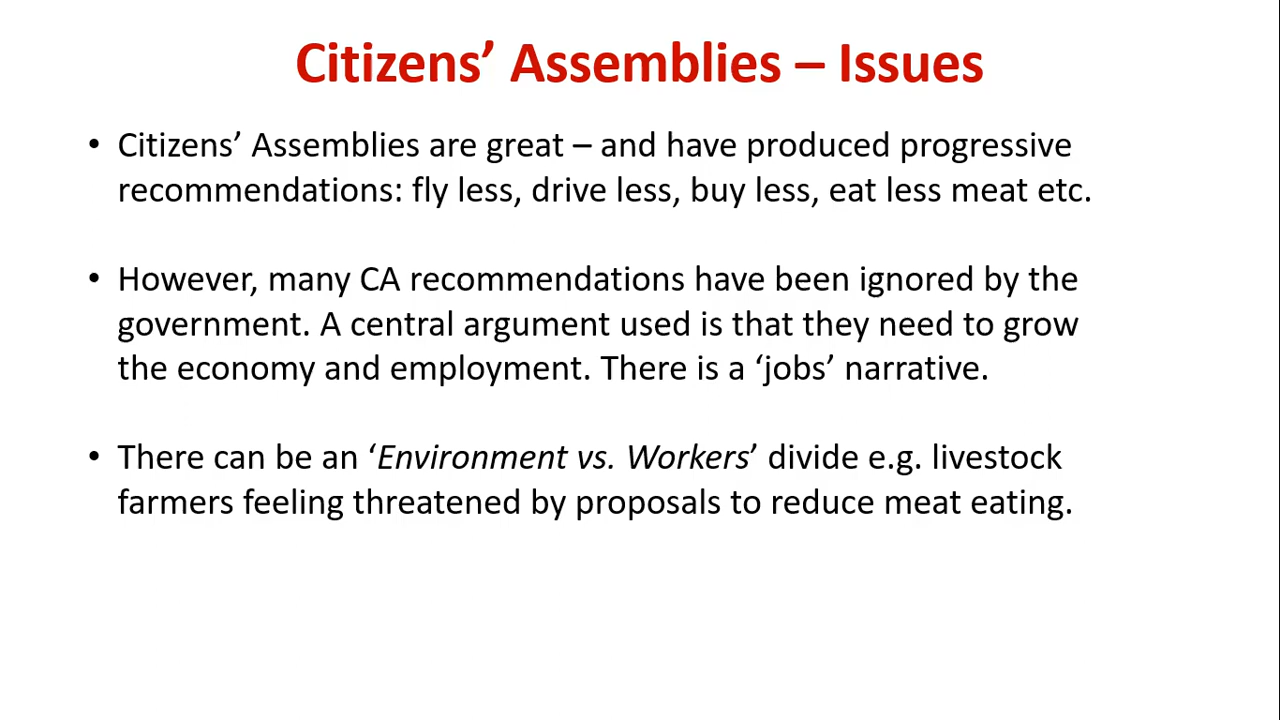 Citizens’ Assemblies – Issues
• Citizens’ Assemblies are great – and have produced progressive
recommendations: fly less, drive less, buy less, eat less meat etc.
• However, many CA recommendations have been ignored by the
government. A central argument used is that they need to grow
the economy and employment. There is a ‘jobs’ narrative.
• There can be an ‘Environment vs. Workers’ divide e.g. livestock
farmers feeling threatened by proposals to reduce meat eating.